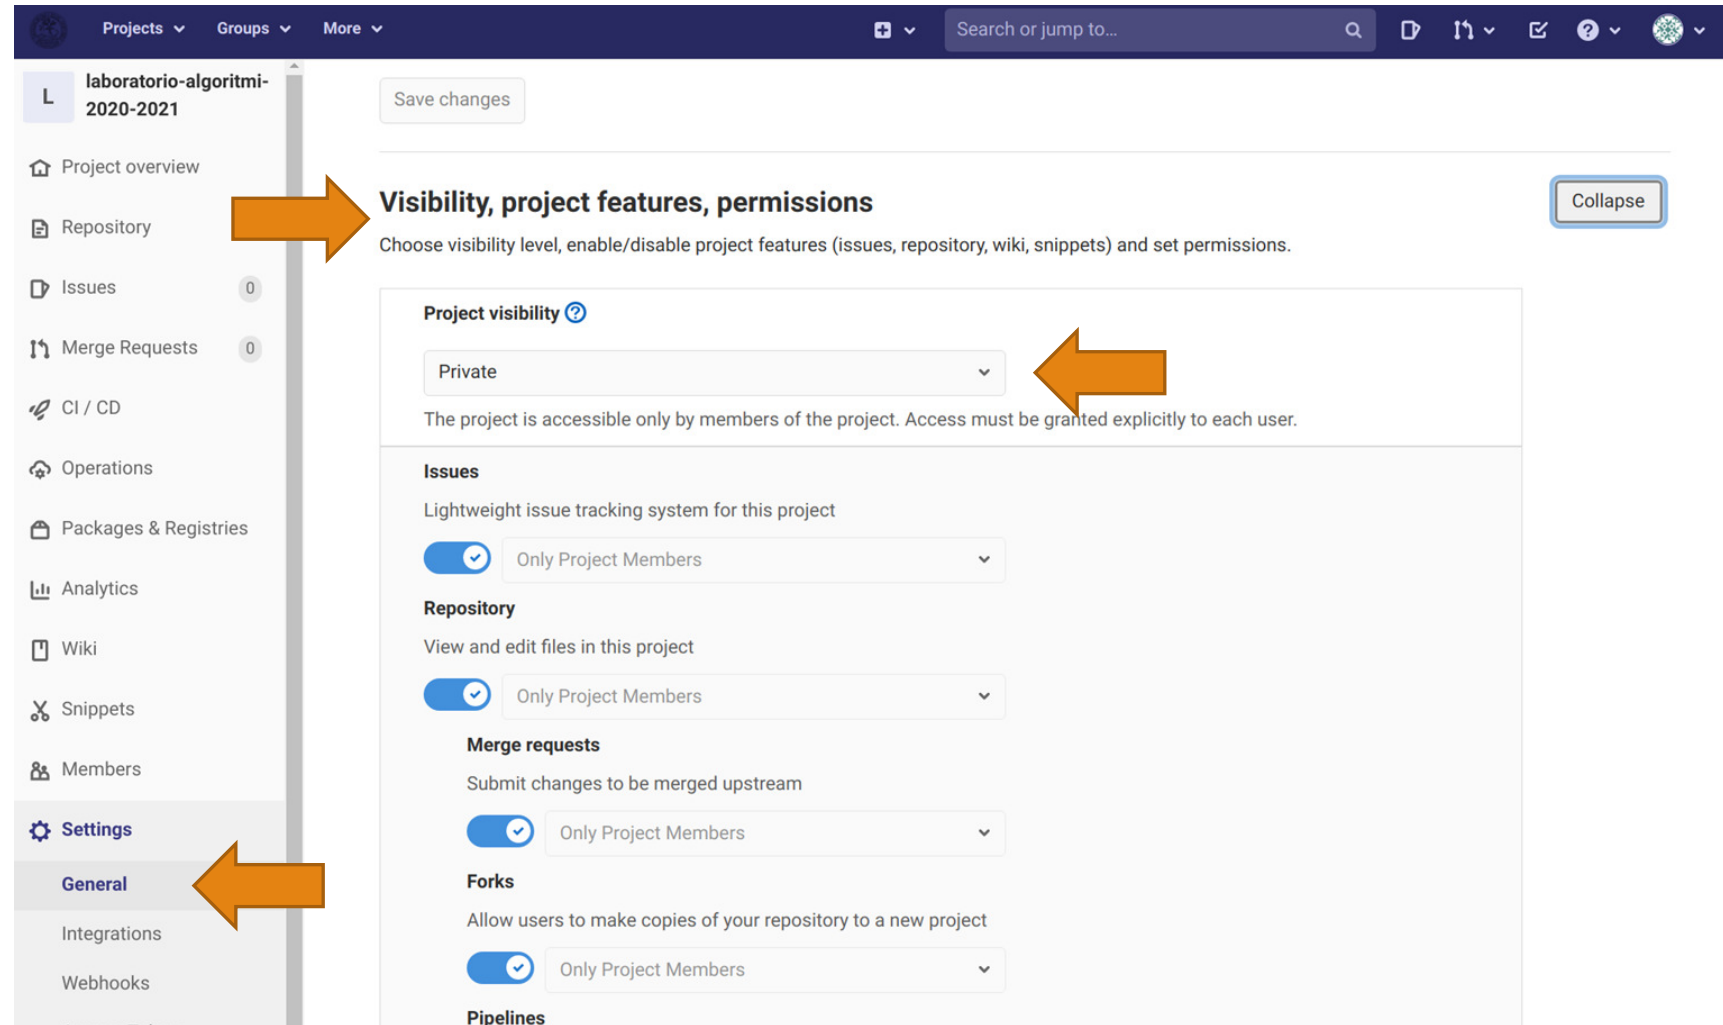 Projects Groups More Search or jump to...
L
laboratorio-algoritmi-
2020-2021
Project overview
Repository
Issues 0
Merge Requests 0
CI / CD
Operations
Packages & Registries
Analytics
Wiki
Snippets
Members
Settings
General
Integrations
Webhooks
Save changes
Visibility, project features, permissions
Collapse
Choose visibility level, enable/disable project features (issues, repository, wiki, snippets) and set permissions.
Project visibility
Private
The project is accessible only by members of the project. Access must be granted explicitly to each user.
Issues
Lightweight issue tracking system for this project
Only Project Members
Repository
View and edit files in this project
Only Project Members
Merge requests
Submit changes to be merged upstream
Only Project Members
Forks
Allow users to make copies of your repository to a new project
Only Project Members
Pipelines